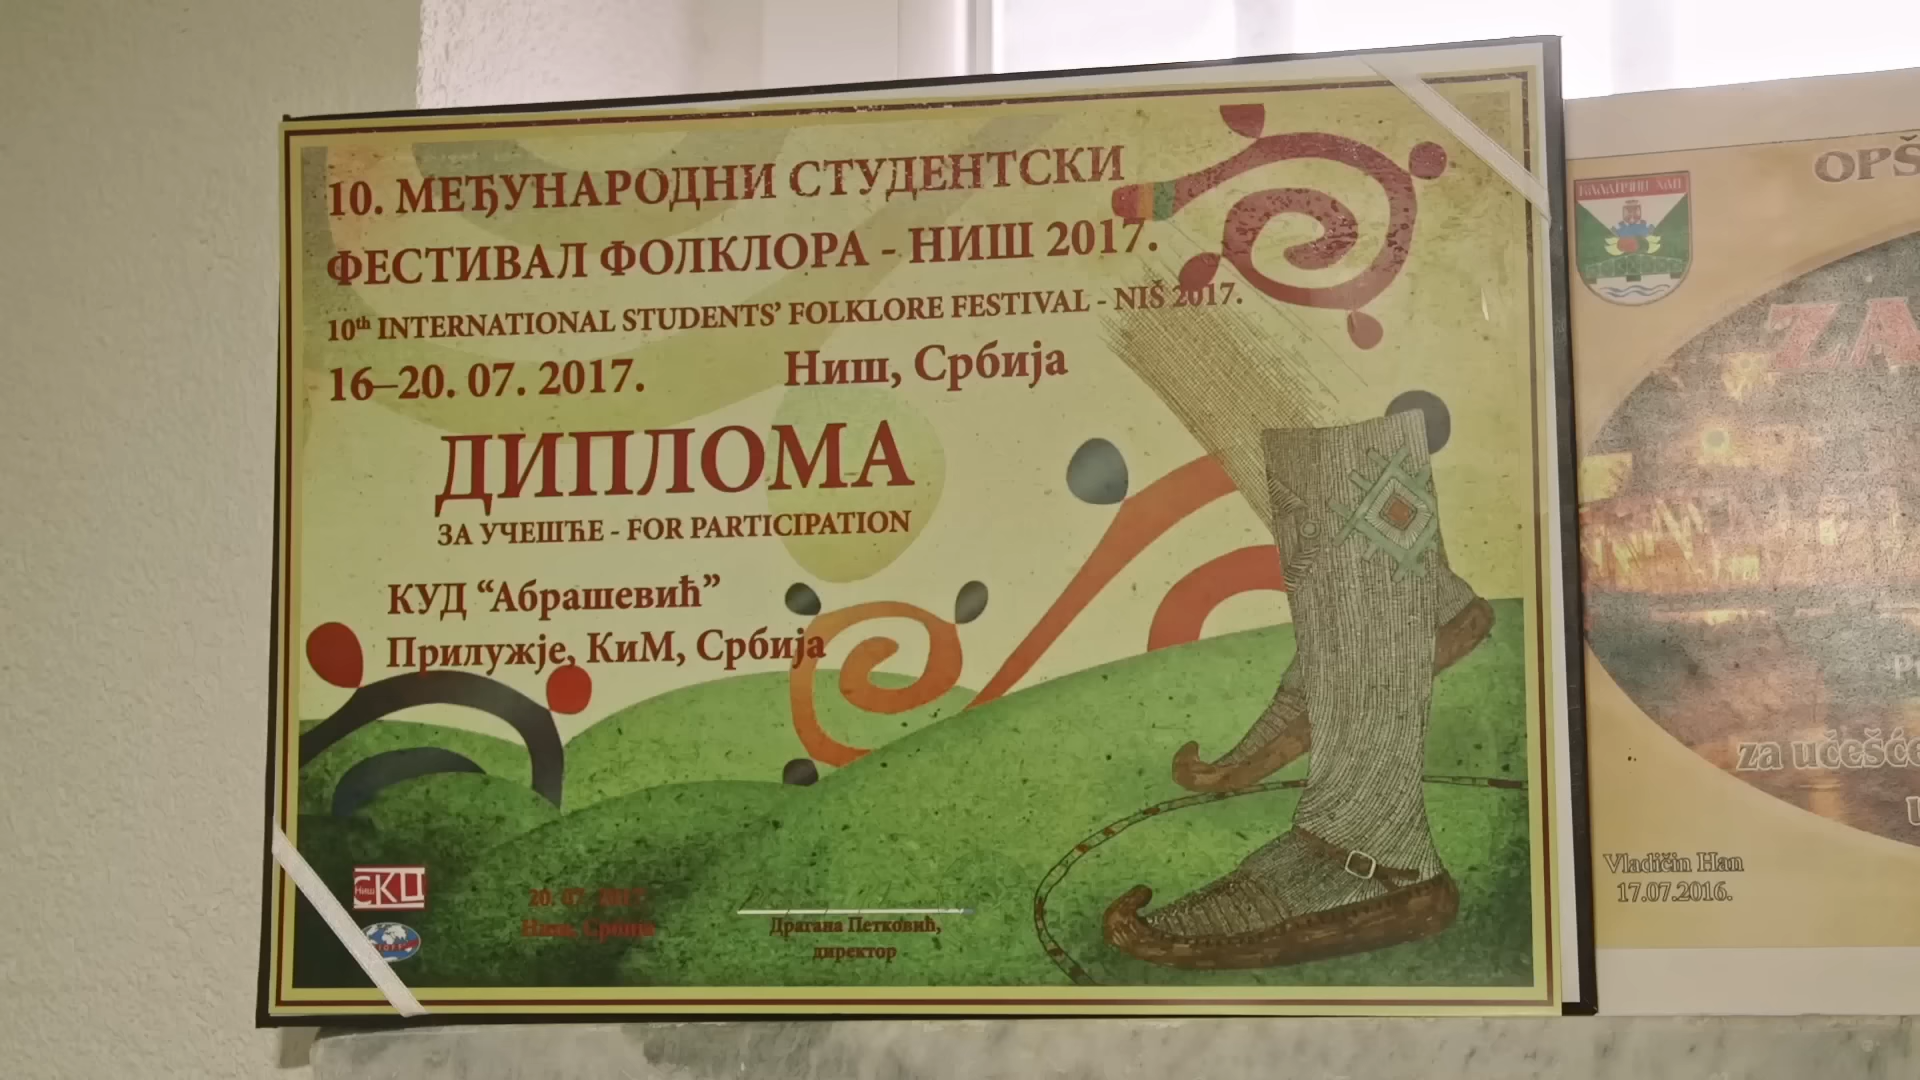 10. МЕЂУНАРОДНИ СТУДЕНТСКИ
ФЕСТИВАЛ ФОЛКЛОРА - НИШ 2017.
10th INTERNATIONAL STUDENTS' FOLKLORE FESTIVAL - NIŠ 2017.
16–20. 07. 2017. Ниш, Србија
ДИПЛОМА
ЗА УЧЕШЋЕ - FOR PARTICIPATION
КУД “Абрашевић”
Прилужје, КиМ, Србија
Ниш СКЦ
20. 07. 2017.
Ниш, Србија
Драгана Петковић,
директор
OPŠ
ZA
za učešće
Vladičin Han
17.07.2016.